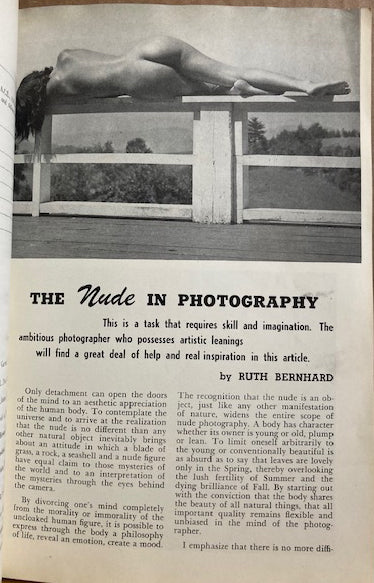 THE Nude IN PHOTOGRAPHY
This is a task that requires skill and imagination. The
ambitious photographer who possesses artistic leanings
will find a great deal of help and real inspiration in this article.
by RUTH BERNHARD
Only detachment can open the doors
of the mind to an aesthetic appreciation
of the human body. To contemplate the
universe and to arrive at the realization
that the nude is no different than any
other natural object inevitably brings
about an attitude in which a blade of
grass, a rock, a seashell and a nude figure
have equal claim to those mysteries of
the world and to an interpretation of
the mysteries through the eyes behind
the camera.
By divorcing one's mind completely
from the morality or immorality of the
uncloaked human figure, it is possible to
express through the body a philosophy
of life, reveal an emotion, create a mood.
The recognition that the nude is an ob-
ject, just like any other manifestation
of nature, widens the entire scope of
nude photography. A body has character
whether its owner is young or old, plump
or lean. To limit oneself arbitrarily to
the young or conventionally beautiful is
as absurd as to say that leaves are lovely
only in the Spring, thereby overlooking
the lush fertility of Summer and the
dying brilliance of Fall. By starting out
with the conviction that the body shares
the beauty of all natural things, that all
important quality remains flexible and
unbiased in the mind of the photog-
rapher.
I emphasize that there is no more diffi-